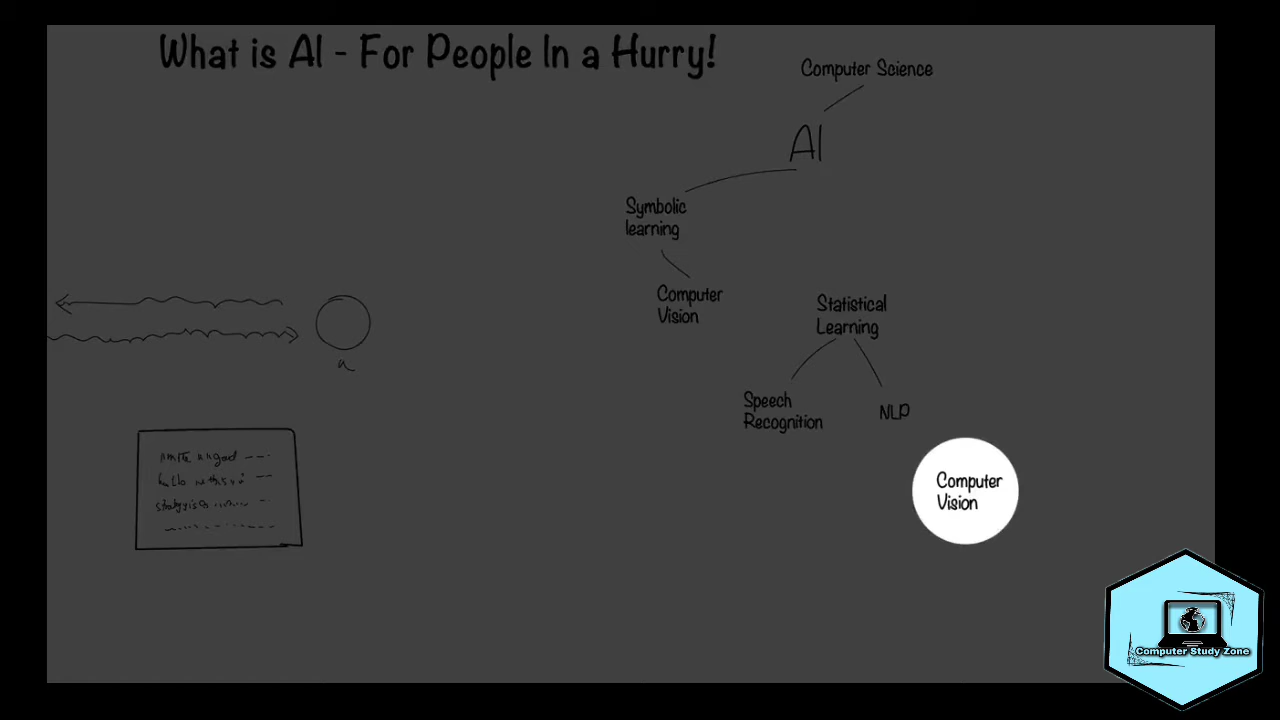 What is AI - For People In a Hurry!
Computer Science
AI
Symbolic
learning
Computer
Vision
Statistical
Learning
Speech
Recognition
NLP
Computer
Vision
a
Computer Study Zone